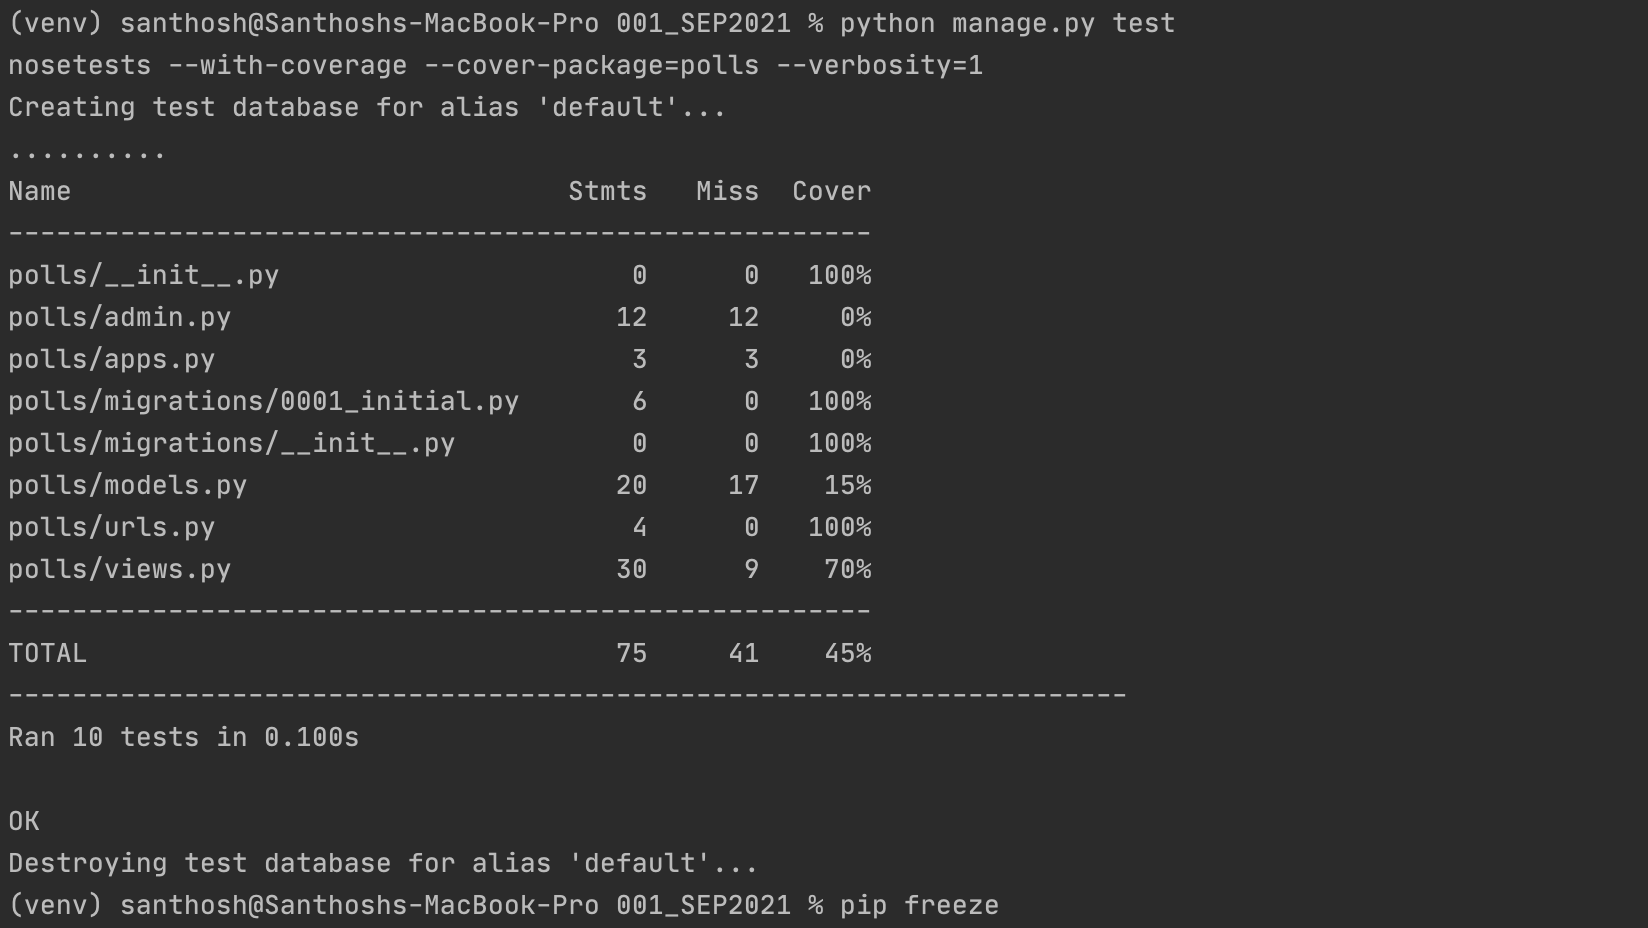 (venv) santhosh@Santhoshs-MacBook-Pro 001_SEP2021 % python manage.py test
nosetests --with-coverage --cover-package=polls --verbosity=1
Creating test database for alias 'default'...
..........
Name                               Stmts   Miss  Cover
------------------------------------------------------
polls/__init__.py                      0      0   100%
polls/admin.py                        12     12     0%
polls/apps.py                          3      3     0%
polls/migrations/0001_initial.py       6      0   100%
polls/migrations/__init__.py           0      0   100%
polls/models.py                       20     17    15%
polls/urls.py                          4      0   100%
polls/views.py                        30      9    70%
------------------------------------------------------
TOTAL                                 75     41    45%
----------------------------------------------------------------------
Ran 10 tests in 0.100s
OK
Destroying test database for alias 'default'...
(venv) santhosh@Santhoshs-MacBook-Pro 001_SEP2021 % pip freeze